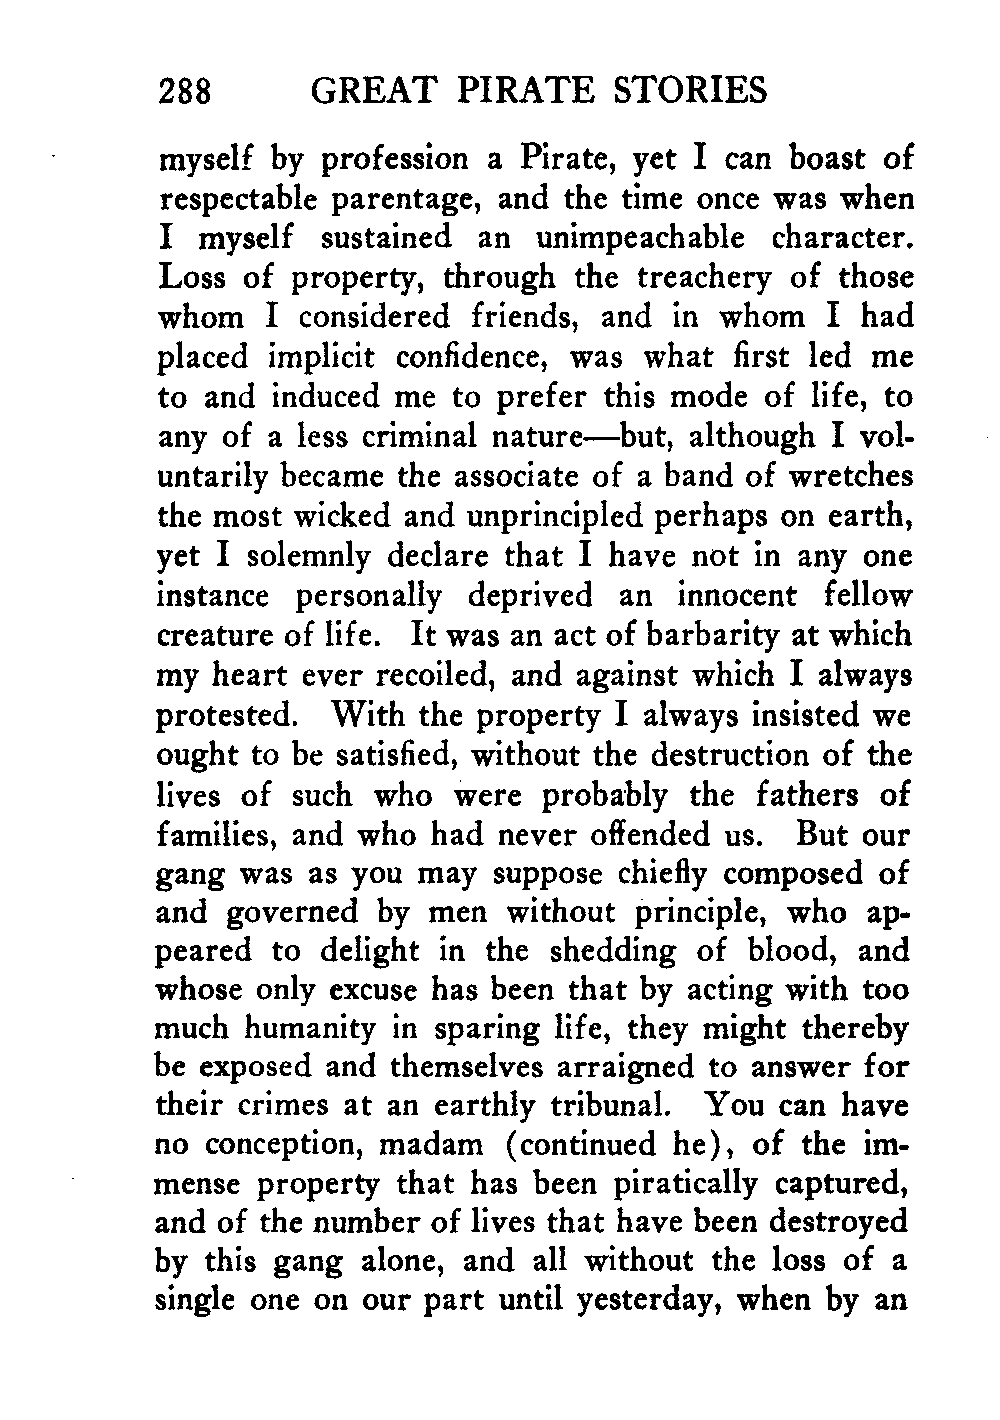 288 GREAT PIRATE STORIES
myself by profession a Pirate, yet I can boast of
respectable parentage, and the time once was when
I myself sustained an unimpeachable character.
Loss of property, through the treachery of those
whom I considered friends, and in whom I had
placed implicit confidence, was what first led me
to and induced me to prefer this mode of life, to
any of a less criminal nature—but, although I vol-
untarily became the associate of a band of wretches
the most wicked and unprincipled perhaps on earth,
yet I solemnly declare that I have not in any one
instance personally deprived an innocent fellow
creature of life. It was an act of barbarity at which
my heart ever recoiled, and against which I always
protested. With the property I always insisted we
ought to be satisfied, without the destruction of the
lives of such who were probably the fathers of
families, and who had never offended us. But our
gang was as you may suppose chiefly composed of
and governed by men without principle, who ap-
peared to delight in the shedding of blood, and
whose only excuse has been that by acting with too
much humanity in sparing life, they might thereby
be exposed and themselves arraigned to answer for
their crimes at an earthly tribunal. You can have
no conception, madam (continued he), of the im-
mense property that has been piratically captured,
and of the number of lives that have been destroyed
by this gang alone, and all without the loss of a
single one on our part until yesterday, when by an